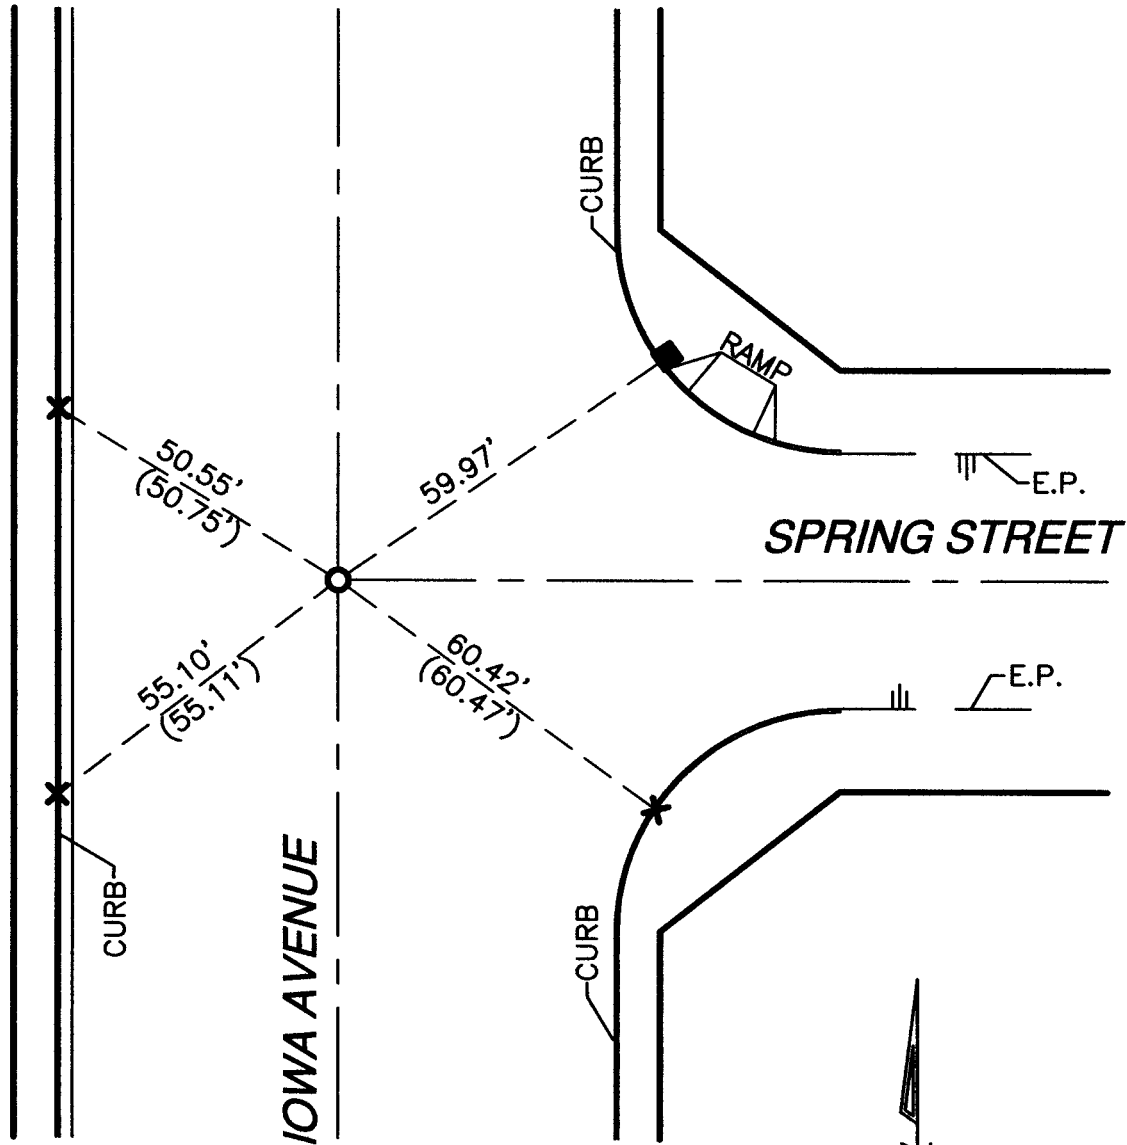 CURB
RAMP
50.55'
(50.75')
59.97'
E.P.
SPRING STREET
55.10'
(55.11')
60.42'
(60.47')
E.P.
CURB
IOWA AVENUE
CURB